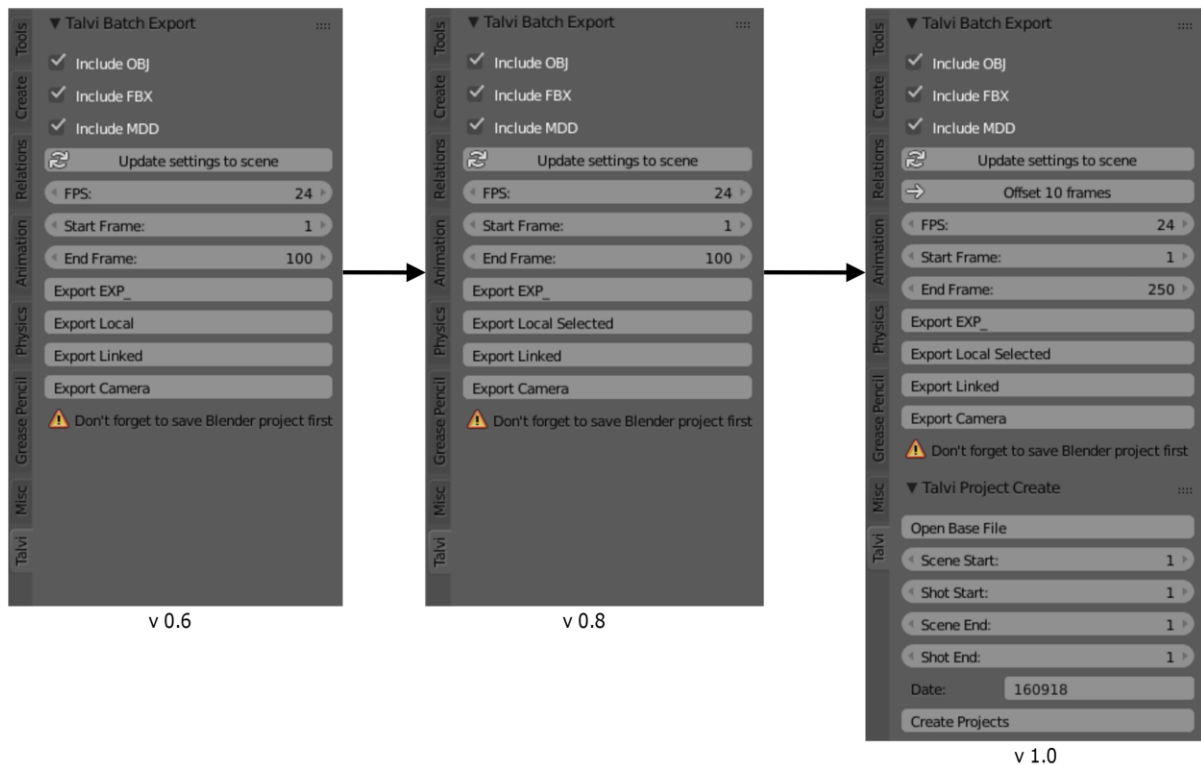 Tools
Create
Relations
Animation
Physics
Grease Pencil
Misc
Talvi
▼ Talvi Batch Export
Include OBJ
Include FBX
Include MDD
Update settings to scene
FPS: 24
Start Frame: 1
End Frame: 100
Export EXP_
Export Local
Export Linked
Export Camera
Don't forget to save Blender project first
v 0.6
Tools
Create
Relations
Animation
Physics
Grease Pencil
Misc
Talvi
▼ Talvi Batch Export
Include OBJ
Include FBX
Include MDD
Update settings to scene
FPS: 24
Start Frame: 1
End Frame: 100
Export EXP_
Export Local Selected
Export Linked
Export Camera
Don't forget to save Blender project first
v 0.8
Tools
Create
Relations
Animation
Physics
Grease Pencil
Misc
Talvi
▼ Talvi Batch Export
Include OBJ
Include FBX
Include MDD
Update settings to scene
Offset 10 frames
FPS: 24
Start Frame: 1
End Frame: 250
Export EXP_
Export Local Selected
Export Linked
Export Camera
Don't forget to save Blender project first
▼ Talvi Project Create
Open Base File
Scene Start: 1
Shot Start: 1
Scene End: 1
Shot End: 1
Date: 160918
Create Projects
v 1.0